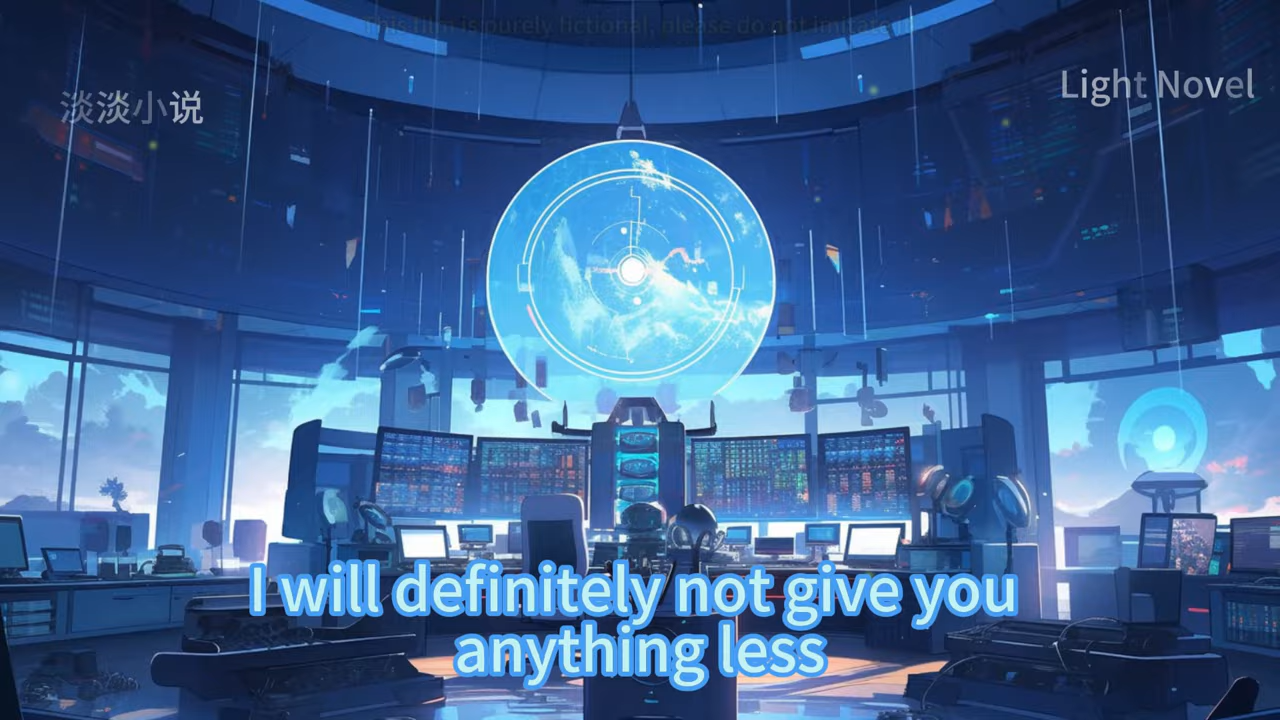 This film is purely fictional, please do not imitate it
Light Novel
淡淡小说
I will definitely not give you
anything less